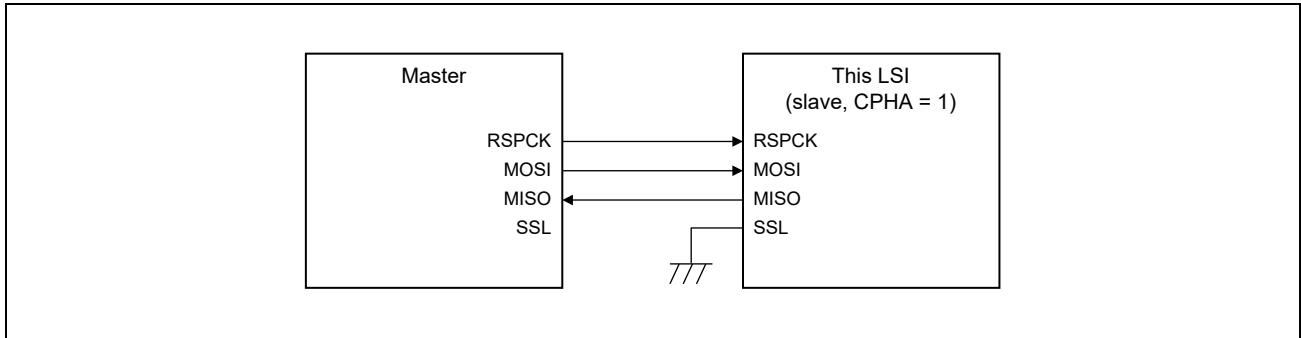 Master
This LSI
(slave, CPHA = 1)
RSPCK
RSPCK
MOSI
MOSI
MISO
MISO
SSL
SSL